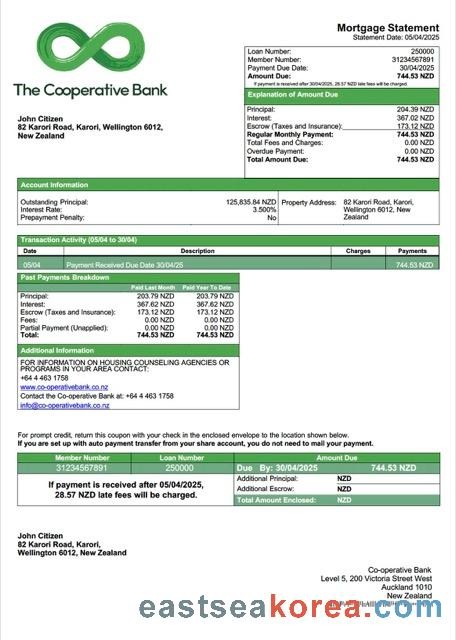 Mortgage Statement
Statement Date: 05/04/2025
The Cooperative Bank
Loan Number: 250000
Member Number: 31234567891
Payment Due Date: 30/04/2025
Amount Due: 744.53 NZD
If payment is received after 30/04/2025, 28.57 NZD late fees will be charged.
Explanation of Amount Due
Principal: 204.39 NZD
Interest: 367.02 NZD
Escrow (Taxes and Insurance): 173.12 NZD
Regular Monthly Payment: 744.53 NZD
Total Fees and Charges: 0.00 NZD
Overdue Payment: 0.00 NZD
Total Amount Due: 744.53 NZD
John Citizen
82 Karori Road, Karori, Wellington 6012,
New Zealand
Account Information
Outstanding Principal: 125,835.84 NZD
Interest Rate: 3.500%
Prepayment Penalty: No
Property Address: 82 Karori Road, Karori,
Wellington 6012, New
Zealand
Transaction Activity (05/04 to 30/04)
Date Description Charges Payments
05/04 Payment Received Due Date 30/04/25 744.53 NZD
Past Payments Breakdown
Paid Last Month Paid Year To Date
Principal: 203.79 NZD 203.79 NZD
Interest: 367.62 NZD 367.62 NZD
Escrow (Taxes and Insurance): 173.12 NZD 173.12 NZD
Fees: 0.00 NZD 0.00 NZD
Partial Payment (Unapplied): 0.00 NZD 0.00 NZD
Total: 744.53 NZD 744.53 NZD
Additional Information
FOR INFORMATION ON HOUSING COUNSELING AGENCIES OR
PROGRAMS IN YOUR AREA CONTACT:
+64 4 463 1758
www.co-operativebank.co.nz
Contact the Co-operative Bank at: +64 4 463 1758
info@co-operativebank.co.nz
For prompt credit, return this coupon with your check in the enclosed envelope to the location shown below.
If you are set up with auto payment transfer from your share account, you do not need to mail your payment.
Member Number Loan Number Amount Due
31234567891 250000 Due By: 30/04/2025 744.53 NZD
If payment is received after 05/04/2025,
28.57 NZD late fees will be charged.
Additional Principal: NZD
Additional Escrow: NZD
Total Amount Enclosed: NZD
John Citizen
82 Karori Road, Karori,
Wellington 6012, New Zealand
Co-operative Bank
Level 5, 200 Victoria Street West
Auckland 1010
New Zealand
eastseakorea.com